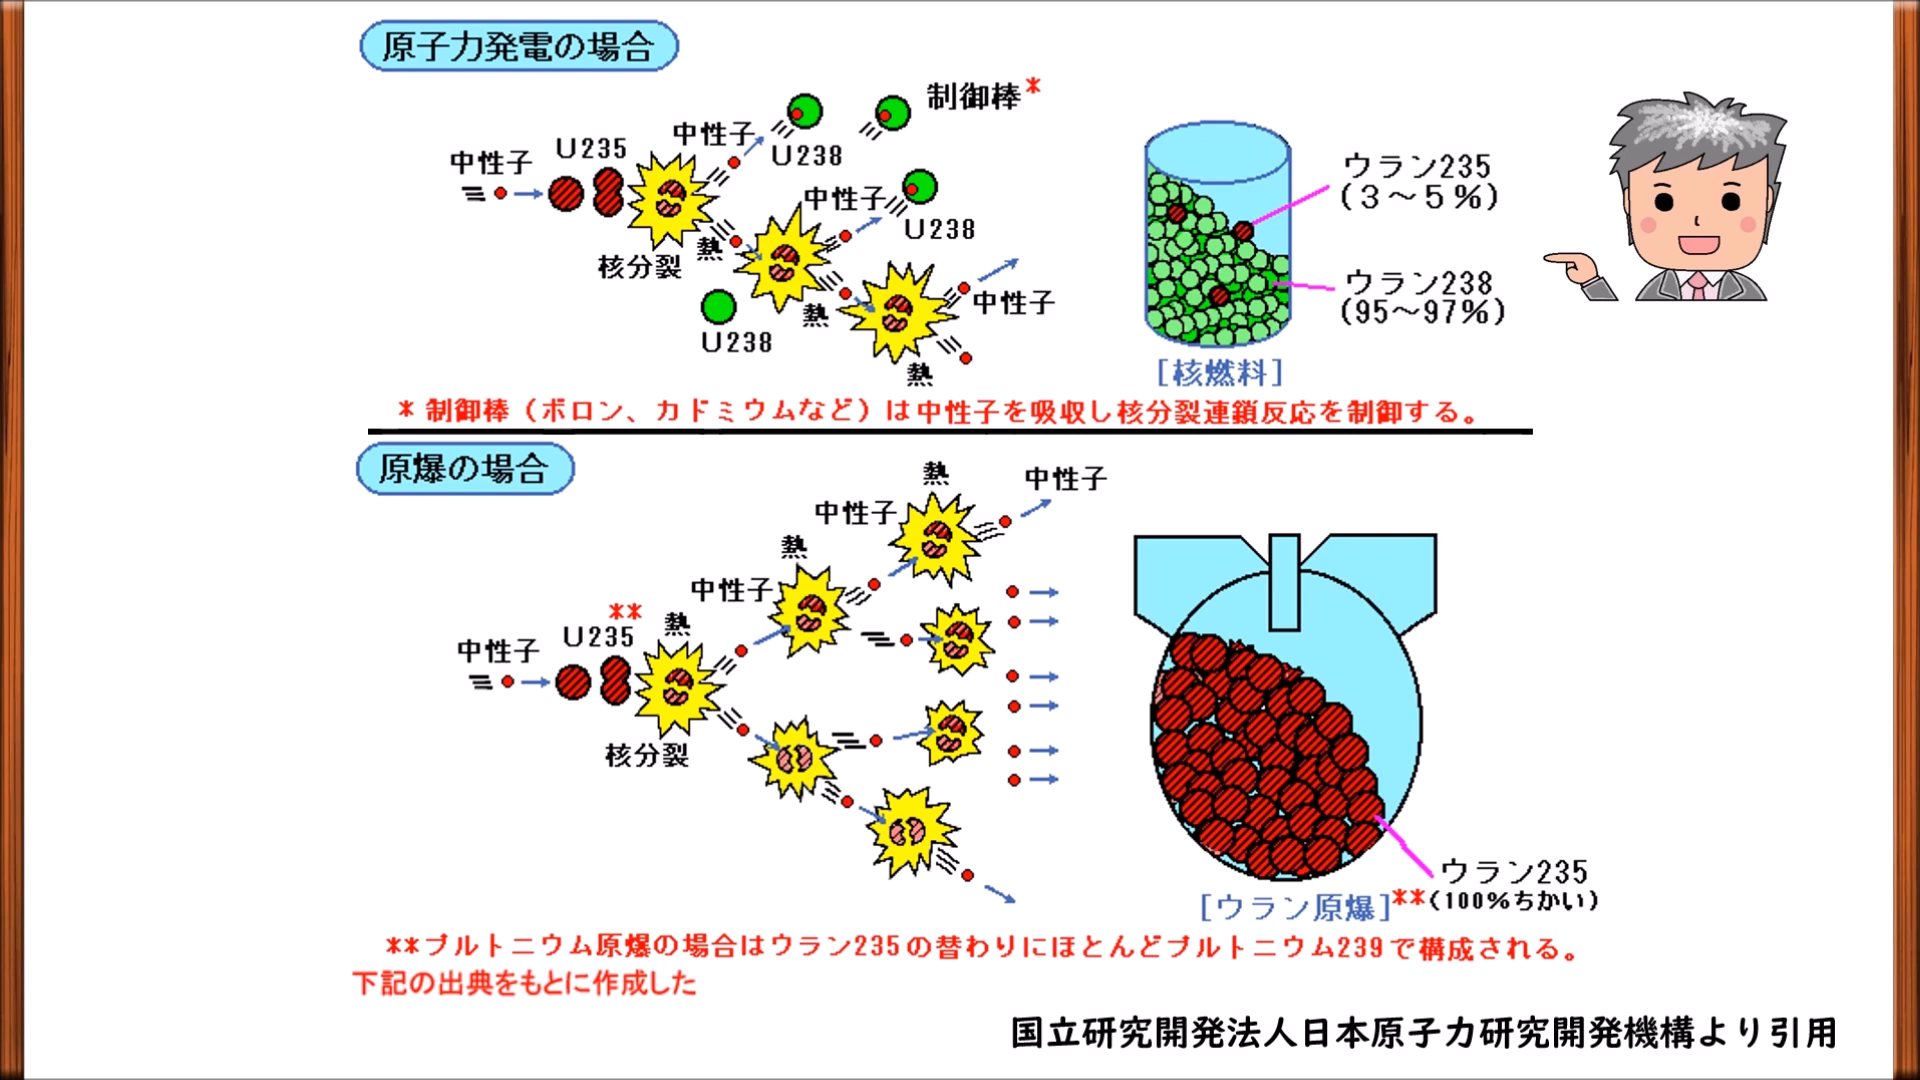 原子力発電の場合
制御棒*
中性子
U235
中性子
U238
中性子
U238
熱
核分裂
熱
中性子
U238
熱
ウラン235
(3～5%)
ウラン238
(95～97%)
[核燃料]
*制御棒（ボロン、カドミウムなど）は中性子を吸収し核分裂連鎖反応を制御する。
原爆の場合
熱
中性子
中性子
熱
中性子
**
U235
熱
中性子
核分裂
ウラン235
(100%ちかい)
[ウラン原爆]**
**プルトニウム原爆の場合はウラン235の替わりにほとんどプルトニウム239で構成される。
下記の出典をもとに作成した
国立研究開発法人日本原子力研究開発機構より引用